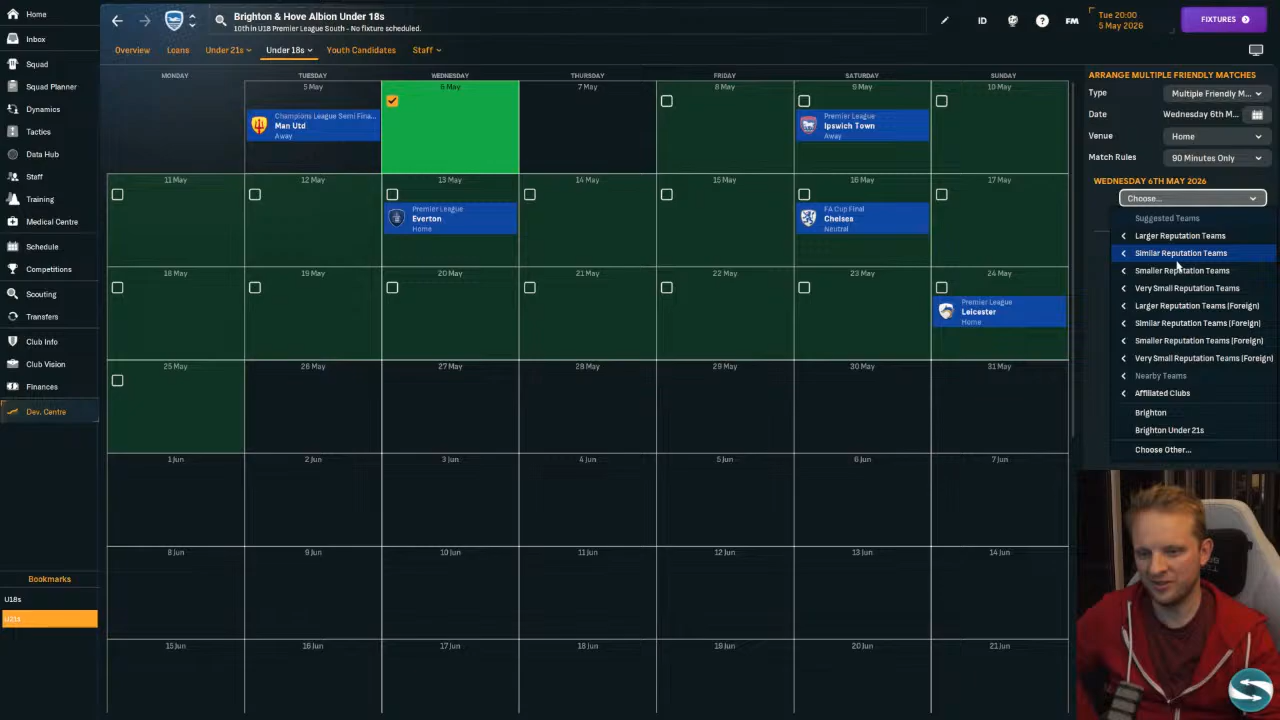 Home
Inbox
Squad
Squad Planner
Dynamics
Tactics
Data Hub
Staff
Training
Medical Centre
Schedule
Competitions
Scouting
Transfers
Club Info
Club Vision
Finances
Dev. Centre
Bookmarks
U18s
U21s
Brighton & Hove Albion Under 18s
10th in U18 Premier League South - No fixture scheduled.
ID
FM
Tue 20:00
5 May 2026
FIXTURES
Overview
Loans
Under 21s
Under 18s
Youth Candidates
Staff
MONDAY TUESDAY WEDNESDAY THURSDAY FRIDAY SATURDAY SUNDAY
5 May 6 May 7 May 8 May 9 May 10 May
Champions League Semi Fina...
Man Utd
Away
Premier League
Ipswich Town
Away
11 May 12 May 13 May 14 May 15 May 16 May 17 May
Premier League
Everton
Home
FA Cup Final
Chelsea
Neutral
18 May 19 May 20 May 21 May 22 May 23 May 24 May
Premier League
Leicester
Home
25 May 26 May 27 May 28 May 29 May 30 May 31 May
1 Jun 2 Jun 3 Jun 4 Jun 5 Jun 6 Jun 7 Jun
8 Jun 9 Jun 10 Jun 11 Jun 12 Jun 13 Jun 14 Jun
15 Jun 16 Jun 17 Jun 18 Jun 19 Jun 20 Jun 21 Jun
ARRANGE MULTIPLE FRIENDLY MATCHES
Type Multiple Friendly M...
Date Wednesday 6th M...
Venue Home
Match Rules 90 Minutes Only
WEDNESDAY 6TH MAY 2026
Choose...
Suggested Teams
Larger Reputation Teams
Similar Reputation Teams
Smaller Reputation Teams
Very Small Reputation Teams
Larger Reputation Teams (Foreign)
Similar Reputation Teams (Foreign)
Smaller Reputation Teams (Foreign)
Very Small Reputation Teams (Foreign)
Nearby Teams
Affiliated Clubs
Brighton
Brighton Under 21s
Choose Other...